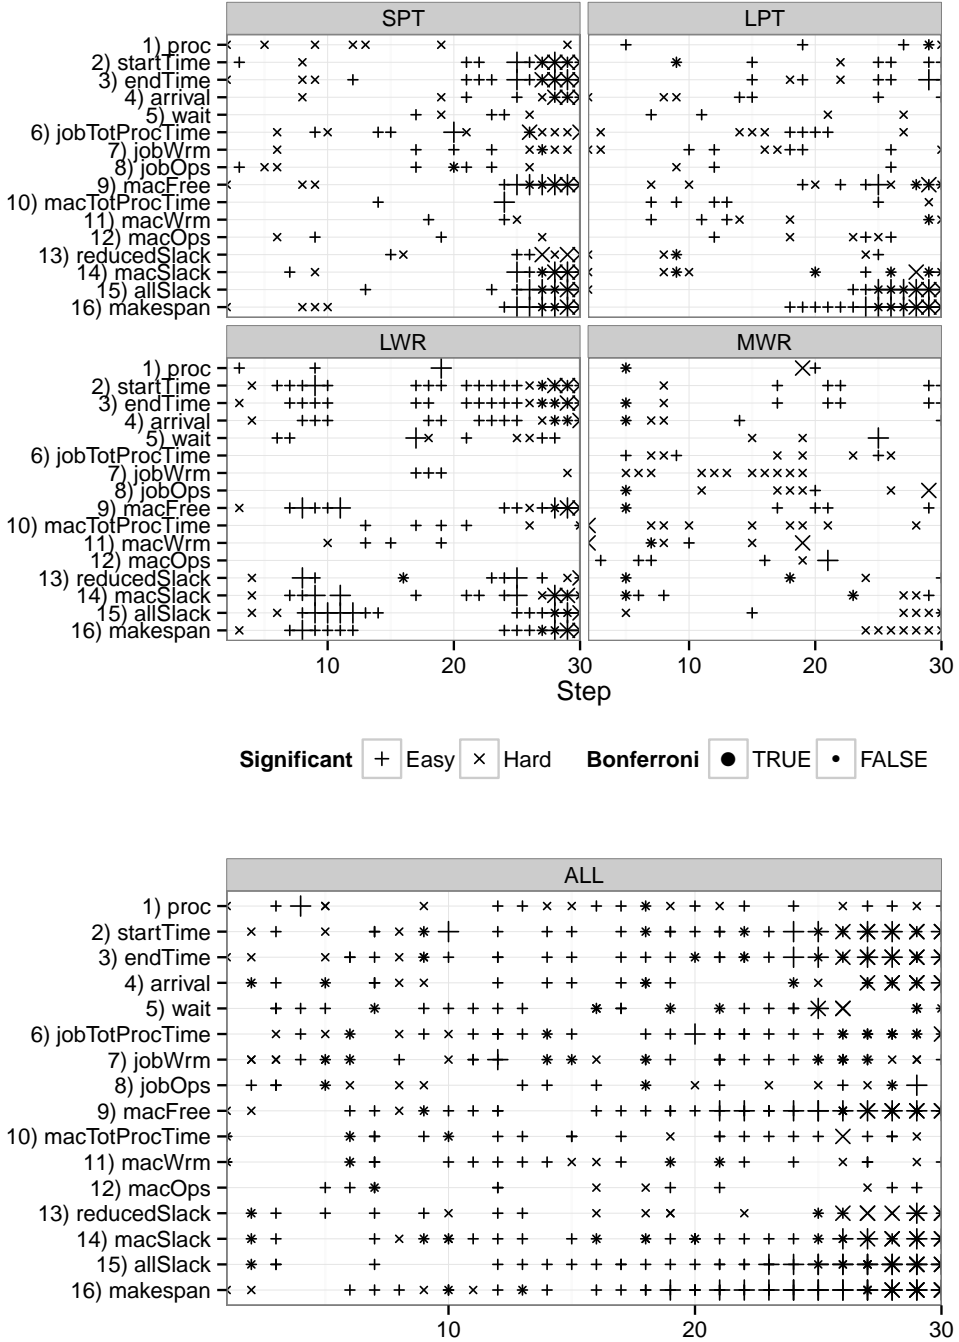 SPT LPT
1) proc
2) startTime
3) endTime
4) arrival
5) wait
6) jobTotProcTime
7) jobWrm
8) jobOps
9) macFree
10) macTotProcTime
11) macWrm
12) macOps
13) reducedSlack
14) macSlack
15) allSlack
16) makespan
LWR MWR
1) proc
2) startTime
3) endTime
4) arrival
5) wait
6) jobTotProcTime
7) jobWrm
8) jobOps
9) macFree
10) macTotProcTime
11) macWrm
12) macOps
13) reducedSlack
14) macSlack
15) allSlack
16) makespan
10 20 30 10 20 30
Step
Significant Easy Hard Bonferroni TRUE FALSE
ALL
1) proc
2) startTime
3) endTime
4) arrival
5) wait
6) jobTotProcTime
7) jobWrm
8) jobOps
9) macFree
10) macTotProcTime
11) macWrm
12) macOps
13) reducedSlack
14) macSlack
15) allSlack
16) makespan
10 20 30